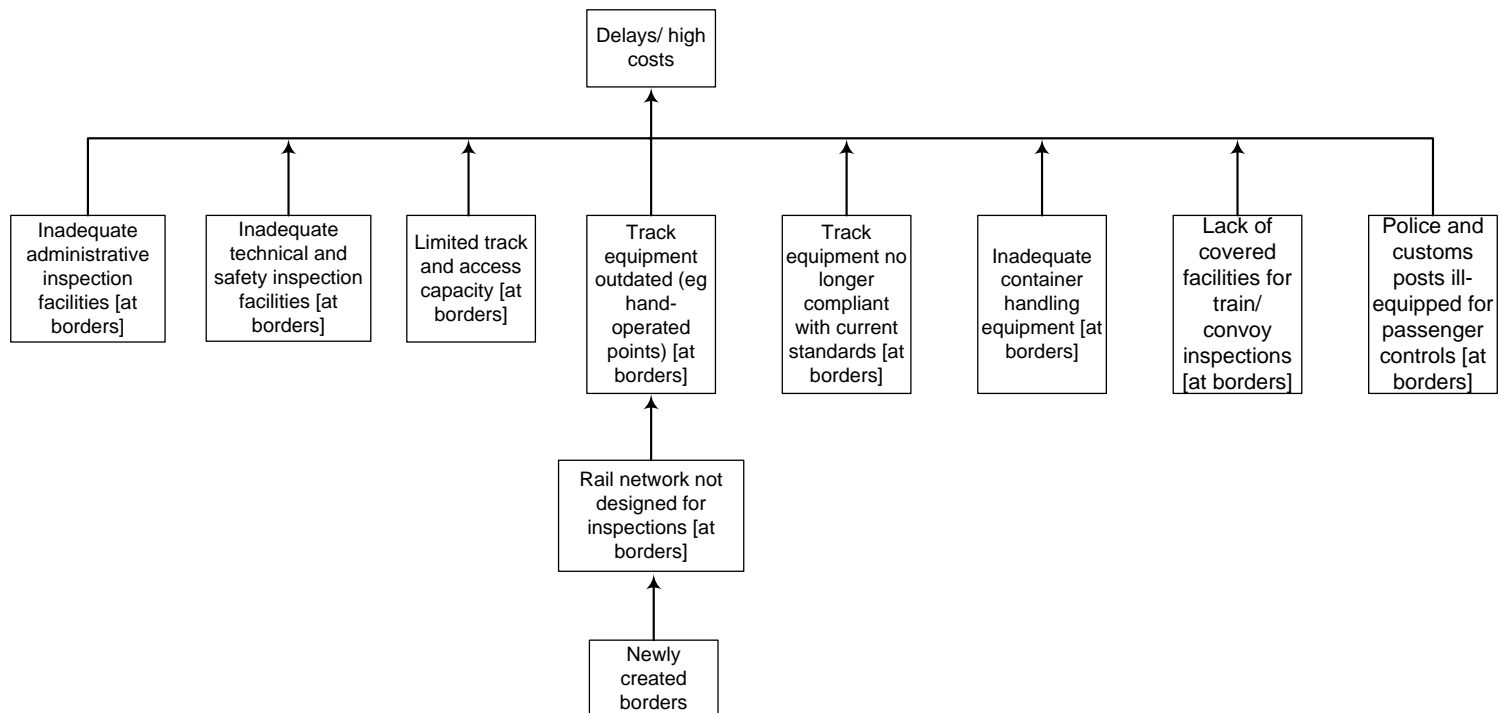 Delays/ high
costs
Inadequate
administrative
inspection
facilities [at
borders]
Inadequate
technical and
safety inspection
facilities [at
borders]
Limited track
and access
capacity [at
borders]
Track
equipment
outdated (eg
hand-
operated
points) [at
borders]
Track
equipment no
longer
compliant
with current
standards [at
borders]
Inadequate
container
handling
equipment [at
borders]
Lack of
covered
facilities for
train/
convoy
inspections
[at borders]
Police and
customs
posts ill-
equipped for
passenger
controls [at
borders]
Rail network not
designed for
inspections [at
borders]
Newly
created
borders